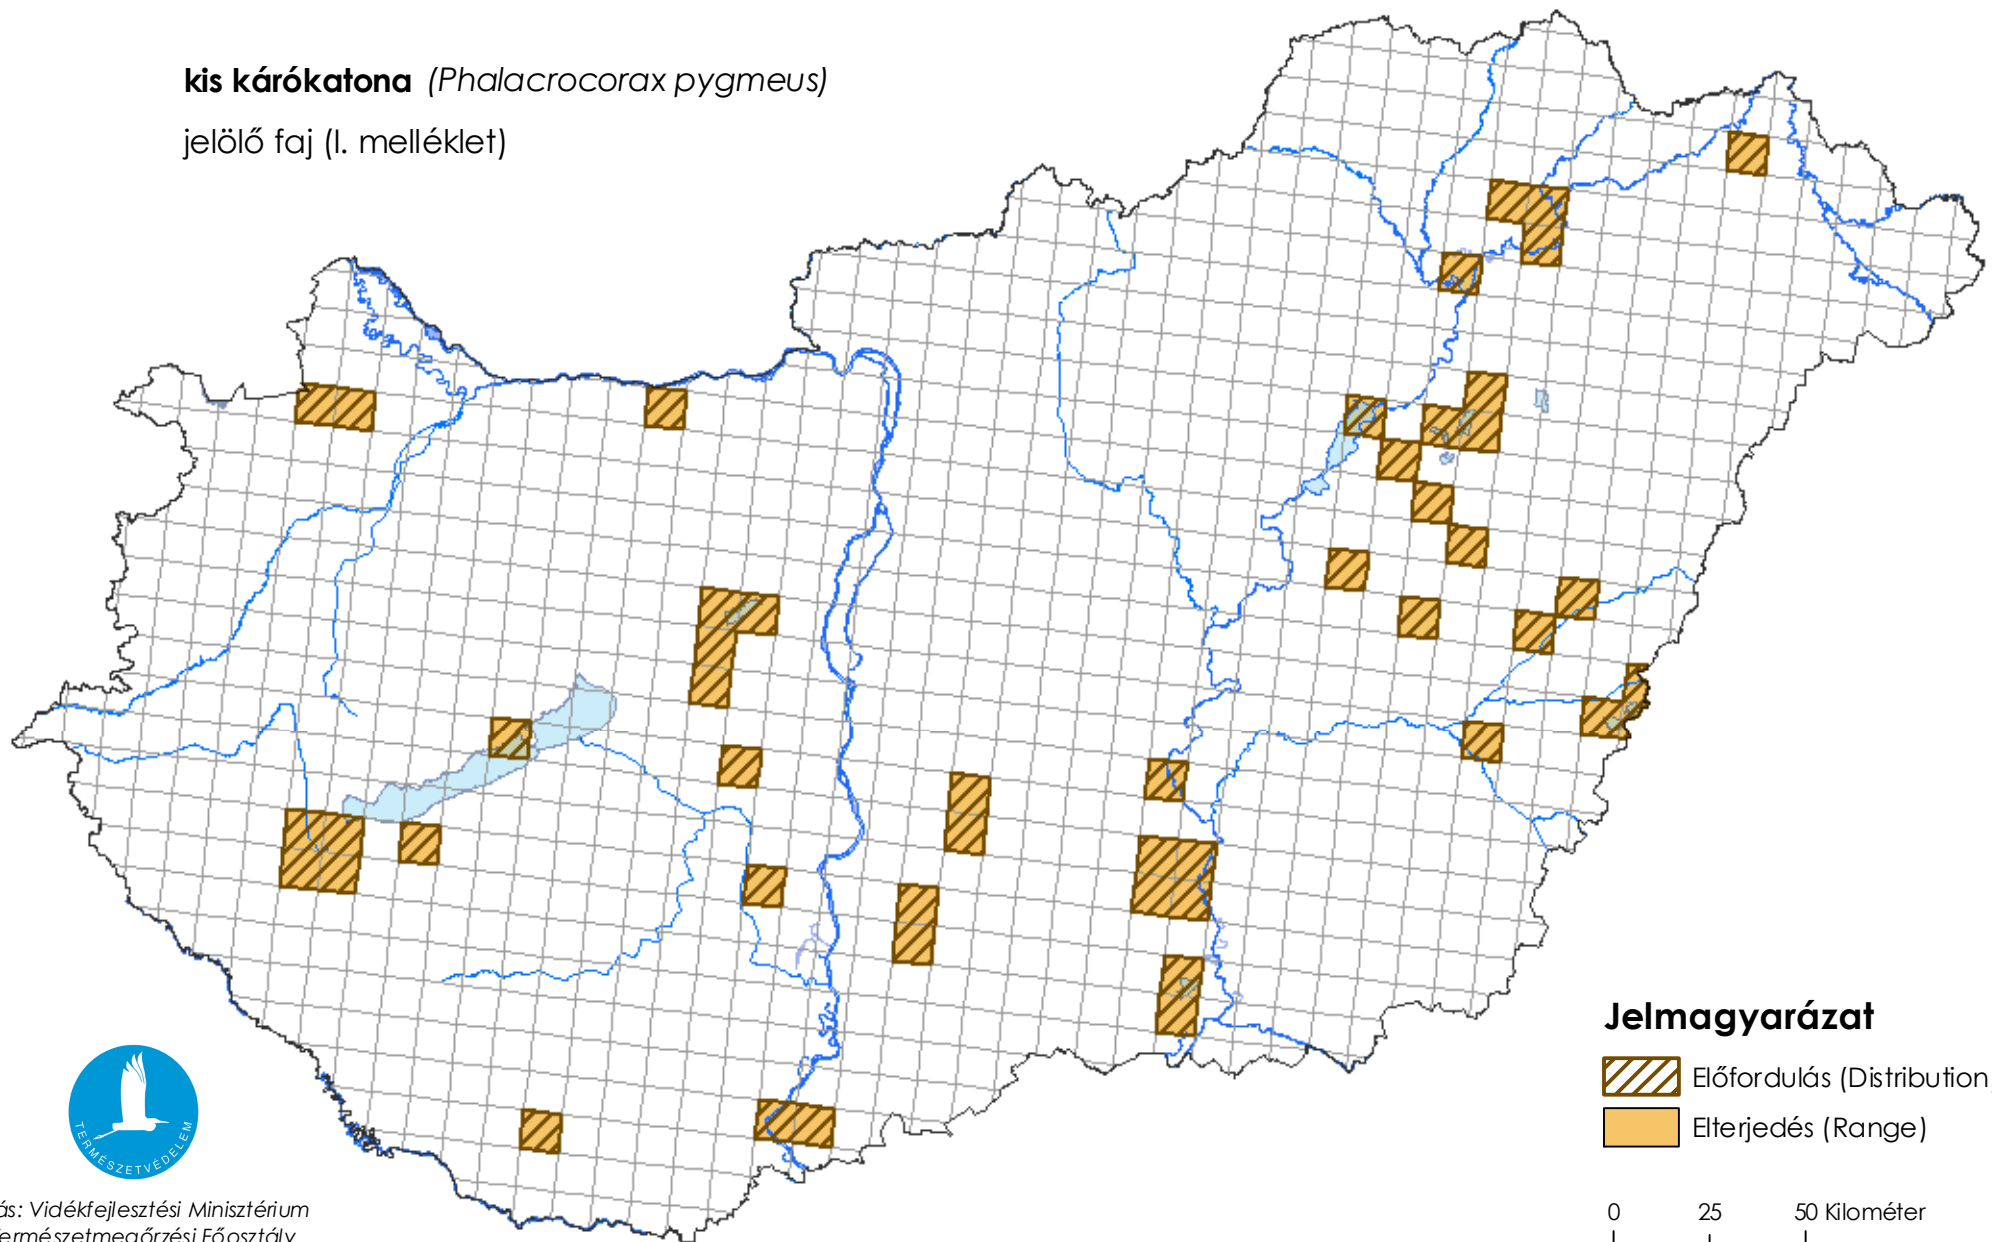 kis kárókatona (Phalacrocorax pygmeus)
jelölő faj (I. melléklet)
Jelmagyarázat
Előfordulás (Distribution)
Elterjedés (Range)
0 25 50 Kilométer
TERMÉSZETVÉDELEM
Vidékfejlesztési Minisztérium
Természetmegőrzési Főosztály